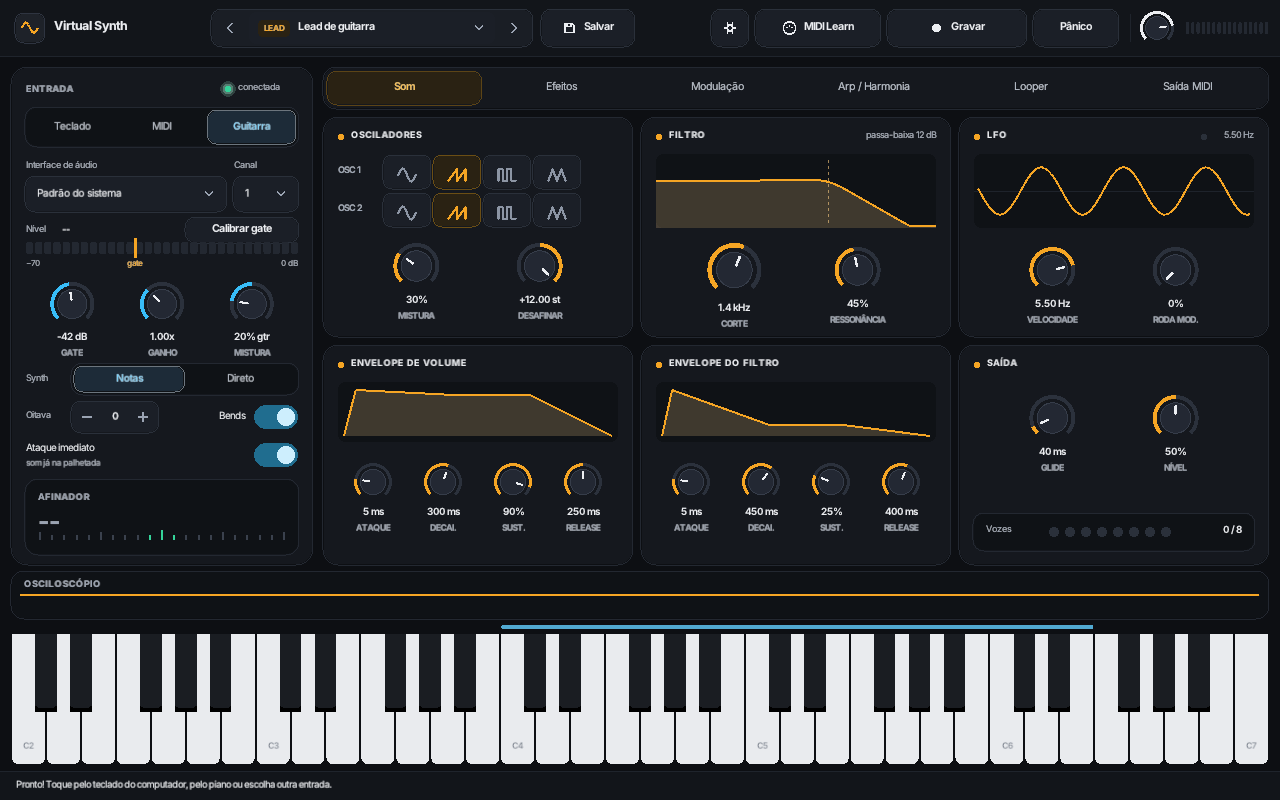 Virtual Synth
LEAD Lead de guitarra
Salvar
MIDI Learn
Gravar
Pânico
ENTRADA
conectada
Teclado MIDI Guitarra
Interface de áudio Canal
Padrão do sistema 1
Nível -- Calibrar gate
-70 gate 0 dB
-42 dB 1.00x 20% gtr
GATE GANHO MISTURA
Synth Notas Direto
Oitava 0 Bends
Ataque imediato
som já na palhetada
AFINADOR
--
Som Efeitos Modulação Arp / Harmonia Looper Saída MIDI
OSCILADORES
OSC 1
OSC 2
30% +12.00 st
MISTURA DESAFINAR
FILTRO passa-baixa 12 dB
1.4 kHz 45%
CORTE RESSONÂNCIA
LFO 5.50 Hz
5.50 Hz 0%
VELOCIDADE RODA MOD.
ENVELOPE DE VOLUME
5 ms 300 ms 90% 250 ms
ATAQUE DECAI. SUST. RELEASE
ENVELOPE DO FILTRO
5 ms 450 ms 25% 400 ms
ATAQUE DECAI. SUST. RELEASE
SAÍDA
40 ms 50%
GLIDE NÍVEL
Vozes 0 / 8
OSCILOSCÓPIO
C2 C3 C4 C5 C6 C7
Pronto! Toque pelo teclado do computador, pelo piano ou escolha outra entrada.